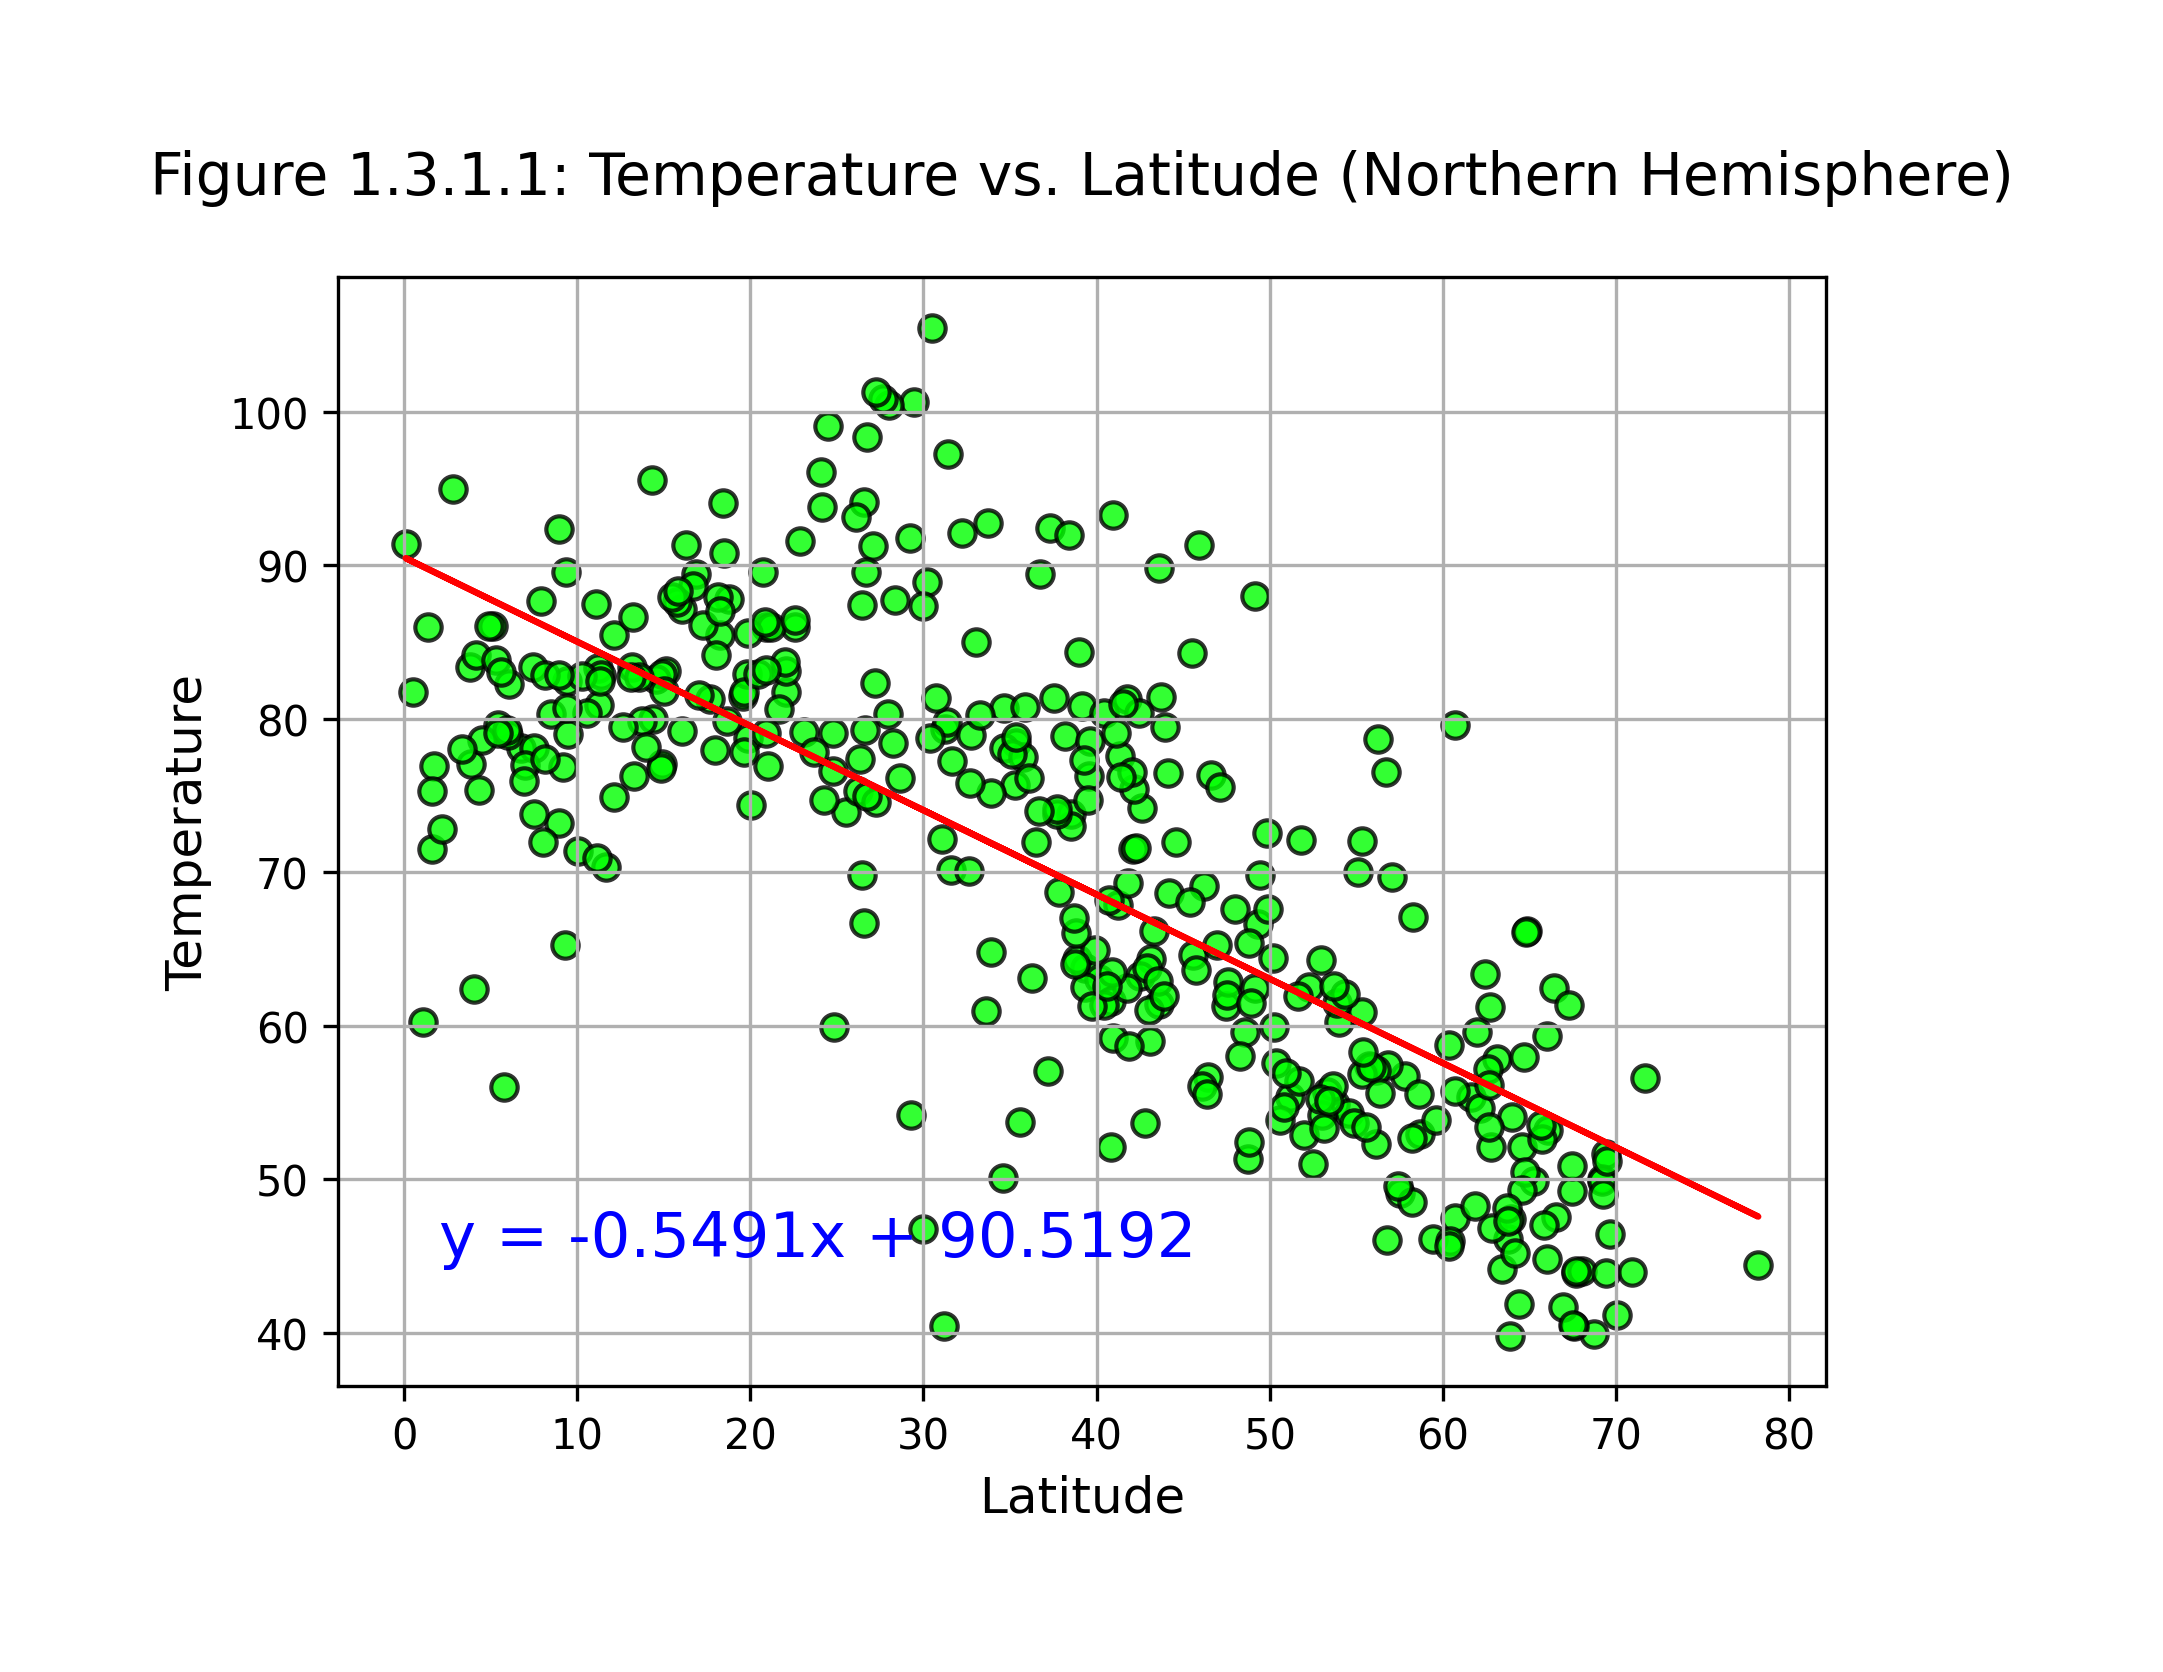 Figure 1.3.1.1: Temperature vs. Latitude (Northern Hemisphere)
100
90
80
70
60
50
40
Temperature
y = -0.5491x + 90.5192
0 10 20 30 40 50 60 70 80
Latitude